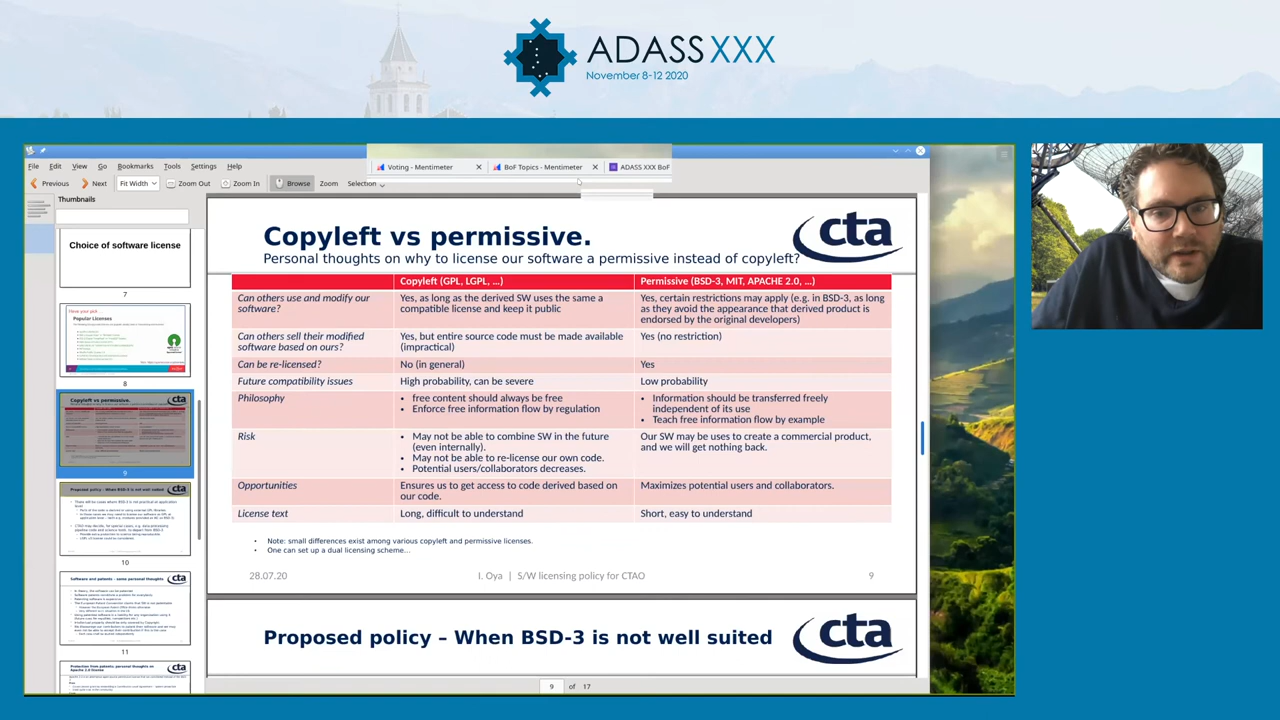 ADASS XXX
November 8-12 2020
Voting - Mentimeter
BoF Topics - Mentimeter
ADASS XXX BoF
File Edit View Go Bookmarks Tools Settings Help
Previous Next Fit Width Zoom Out Zoom In Browse Zoom Selection
Thumbnails
Choice of software license
7
Popular Licenses
8
Copyleft vs permissive.
cta
9
Proposed policy - When BSD-3 is not well suited
cta
10
Software and patents - some personal thoughts
cta
11
Protection from patents: personal thoughts on
Apache 2.0 license
cta
Copyleft vs permissive.
cta
Personal thoughts on why to license our software a permissive instead of copyleft?
Copyleft (GPL, LGPL, ...)
Permissive (BSD-3, MIT, APACHE 2.0, ...)
Can others use and modify our
software?
Yes, as long as the derived SW uses the same a
compatible license and keep it public
Yes, certain restrictions may apply (e.g. in BSD-3, as long
as they avoid the appearance that derived product is
endorsed by the original developers)
Can others sell their modified
software based on ours?
Yes, but entire source code must be made available
(impractical)
Yes (no restriction)
Can be re-licensed?
No (in general)
Yes
Future compatibility issues
High probability, can be severe
Low probability
Philosophy
• free content should always be free
• Enforce free information flow by regulation
• Information should be transferred freely
independent of its use
• Teach free information flow by example
Risk
• May not be able to combine SW in the future
(even internally).
• May not be able to re-license our own code.
• Potential users/collaborators decreases.
Our SW may be uses to create a commercial product,
and we will get nothing back.
Opportunities
Ensures us to get access to code derived based on
our code.
Maximizes potential users and collaborators.
License text
Long, difficult to understand
Short, easy to understand
• Note: small differences exist among various copyleft and permissive licenses.
• One can set up a dual licensing scheme...
28.07.20
I. Oya S/W licensing policy for CTAO
9
Proposed policy – When BSD-3 is not well suited
cta
9 of 17